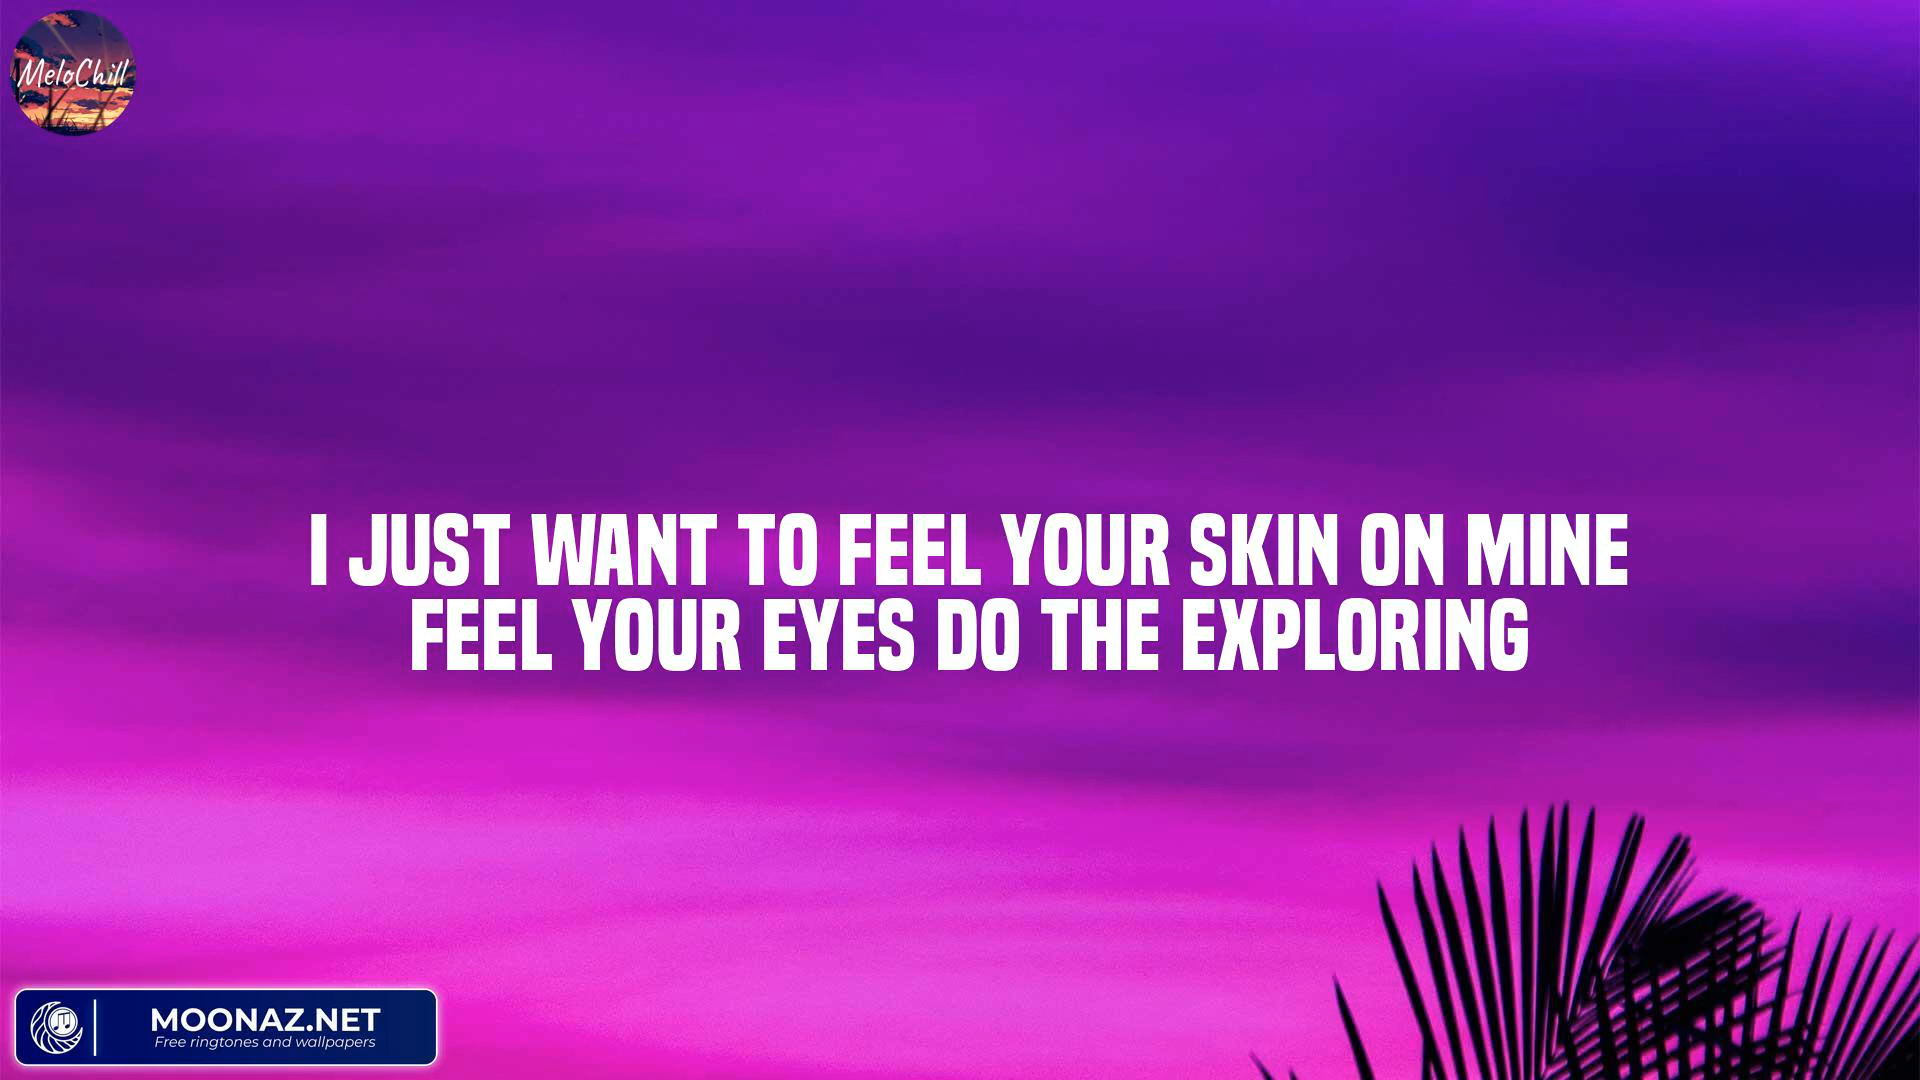 MeloChill
I JUST WANT TO FEEL YOUR SKIN ON MINE
FEEL YOUR EYES DO THE EXPLORING
MOONAZ.NET
Free ringtones and wallpapers